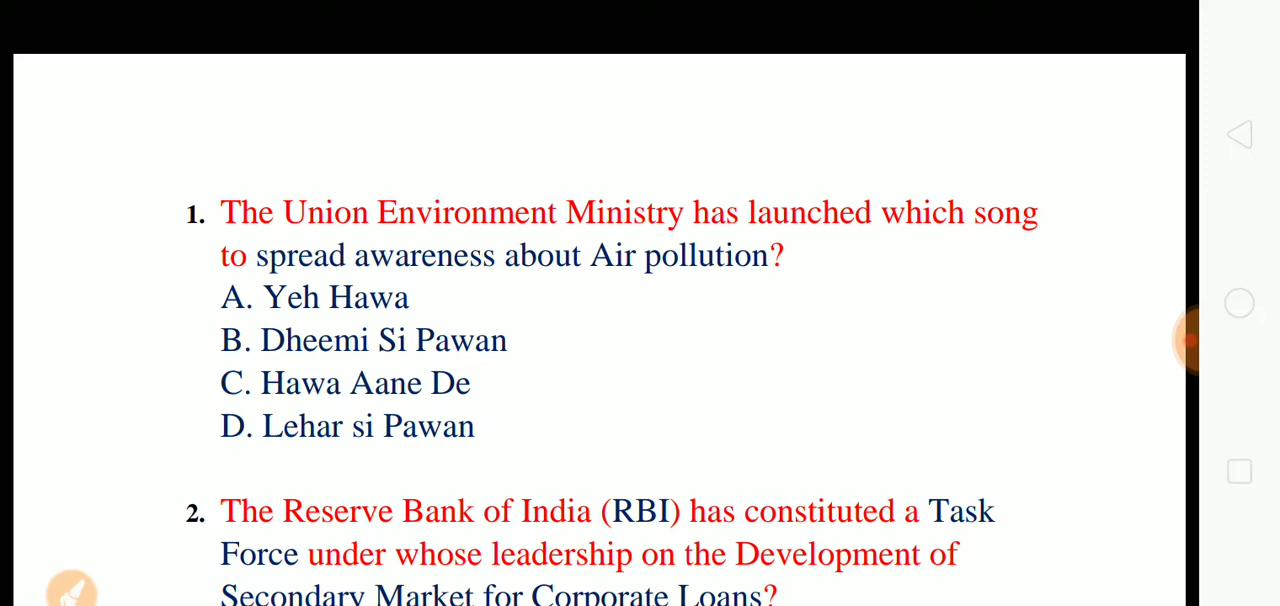 1. The Union Environment Ministry has launched which song
to spread awareness about Air pollution?
A. Yeh Hawa
B. Dheemi Si Pawan
C. Hawa Aane De
D. Lehar si Pawan
2. The Reserve Bank of India (RBI) has constituted a Task
Force under whose leadership on the Development of
Secondary Market for Corporate Loans?